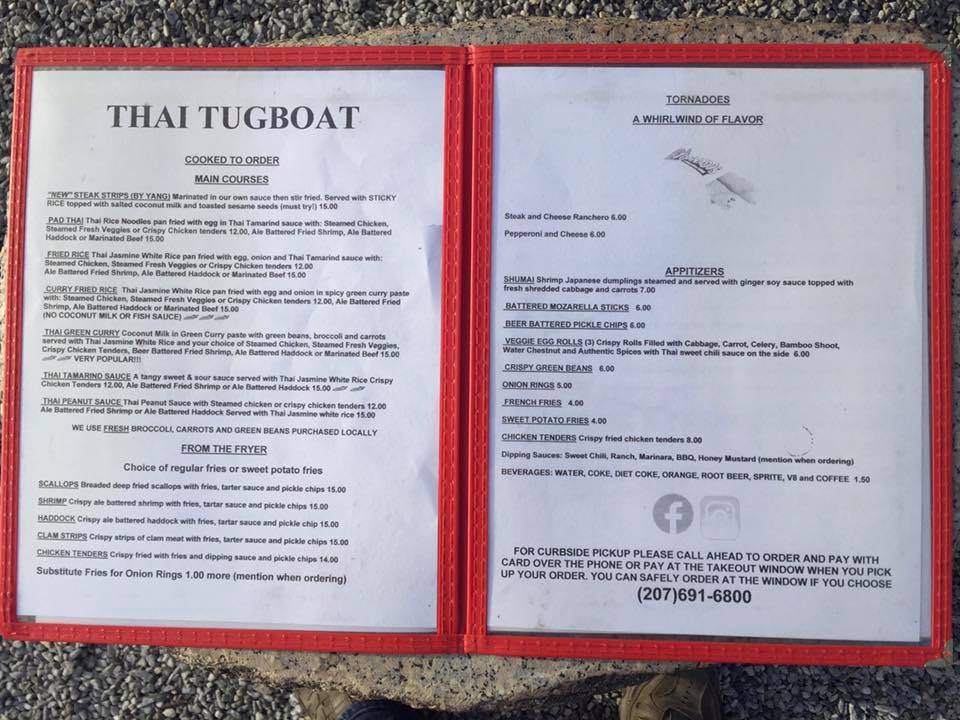 THAI TUGBOAT
COOKED TO ORDER
MAIN COURSES
"NEW" STEAK STRIPS (BY YANG) Marinated in our own sauce then stir fried. Served with STICKY
RICE topped with salted coconut milk and toasted sesame seeds (must try!) 15.00
PAD THAI Thai Rice Noodles pan fried with egg in Thai Tamarind sauce with: Steamed Chicken,
Steamed Fresh Veggies or Crispy Chicken tenders 12.00, Ale Battered Fried Shrimp, Ale Battered
Haddock or Marinated Beef 15.00
FRIED RICE Thai Jasmine White Rice pan fried with egg, onion and Thai Tamarind sauce with:
Steamed Chicken, Steamed Fresh Veggies or Crispy Chicken tenders 12.00
Ale Battered Fried Shrimp, Ale Battered Haddock or Marinated Beef 15.00
CURRY FRIED RICE Thai Jasmine White Rice pan fried with egg and onion in spicy green curry paste
with: Steamed Chicken, Steamed Fresh Veggies or Crispy Chicken tenders 12.00, Ale Battered Fried
Shrimp, Ale Battered Haddock or Marinated Beef 15.00
(NO COCONUT MILK OR FISH SAUCE)
THAI GREEN CURRY Coconut Milk in Green Curry paste with green beans, broccoli and carrots
served with Thai Jasmine White Rice and your choice of Steamed Chicken, Steamed Fresh Veggies,
Crispy Chicken Tenders, Beer Battered Fried Shrimp, Ale Battered Haddock or Marinated Beef 15.00
VERY POPULAR!!!
THAI TAMARIND SAUCE A tangy sweet & sour sauce served with Thai Jasmine White Rice Crispy
Chicken Tenders 12.00, Ale Battered Fried Shrimp or Ale Battered Haddock 15.00
THAI PEANUT SAUCE Thai Peanut Sauce with Steamed chicken or crispy chicken tenders 12.00
Ale Battered Fried Shrimp or Ale Battered Haddock Served with Thai Jasmine white rice 15.00
WE USE FRESH BROCCOLI, CARROTS AND GREEN BEANS PURCHASED LOCALLY
FROM THE FRYER
Choice of regular fries or sweet potato fries
SCALLOPS Breaded deep fried scallops with fries, tarter sauce and pickle chips 15.00
SHRIMP Crispy ale battered shrimp with fries, tartar sauce and pickle chips 15.00
HADDOCK Crispy ale battered haddock with fries, tartar sauce and pickle chip 15.00
CLAM STRIPS Crispy strips of clam meat with fries, tarter sauce and pickle chips 15.00
CHICKEN TENDERS Crispy fried with fries and dipping sauce and pickle chips 14.00
Substitute Fries for Onion Rings 1.00 more (mention when ordering)
TORNADOES
A WHIRLWIND OF FLAVOR
Steak and Cheese Ranchero 6.00
Pepperoni and Cheese 6.00
APPITIZERS
SHUMAI Shrimp Japanese dumplings steamed and served with ginger soy sauce topped with
fresh shredded cabbage and carrots 7.00
BATTERED MOZARELLA STICKS 6.00
BEER BATTERED PICKLE CHIPS 6.00
VEGGIE EGG ROLLS (3) Crispy Rolls Filled with Cabbage, Carrot, Celery, Bamboo Shoot,
Water Chestnut and Authentic Spices with Thai sweet chili sauce on the side 6.00
CRISPY GREEN BEANS 6.00
ONION RINGS 5.00
FRENCH FRIES 4.00
SWEET POTATO FRIES 4.00
CHICKEN TENDERS Crispy fried chicken tenders 8.00
Dipping Sauces: Sweet Chili, Ranch, Marinara, BBQ, Honey Mustard (mention when ordering)
BEVERAGES: WATER, COKE, DIET COKE, ORANGE, ROOT BEER, SPRITE, V8 and COFFEE 1.50
FOR CURBSIDE PICKUP PLEASE CALL AHEAD TO ORDER AND PAY WITH
CARD OVER THE PHONE OR PAY AT THE TAKEOUT WINDOW WHEN YOU PICK
UP YOUR ORDER. YOU CAN SAFELY ORDER AT THE WINDOW IF YOU CHOOSE
(207)691-6800